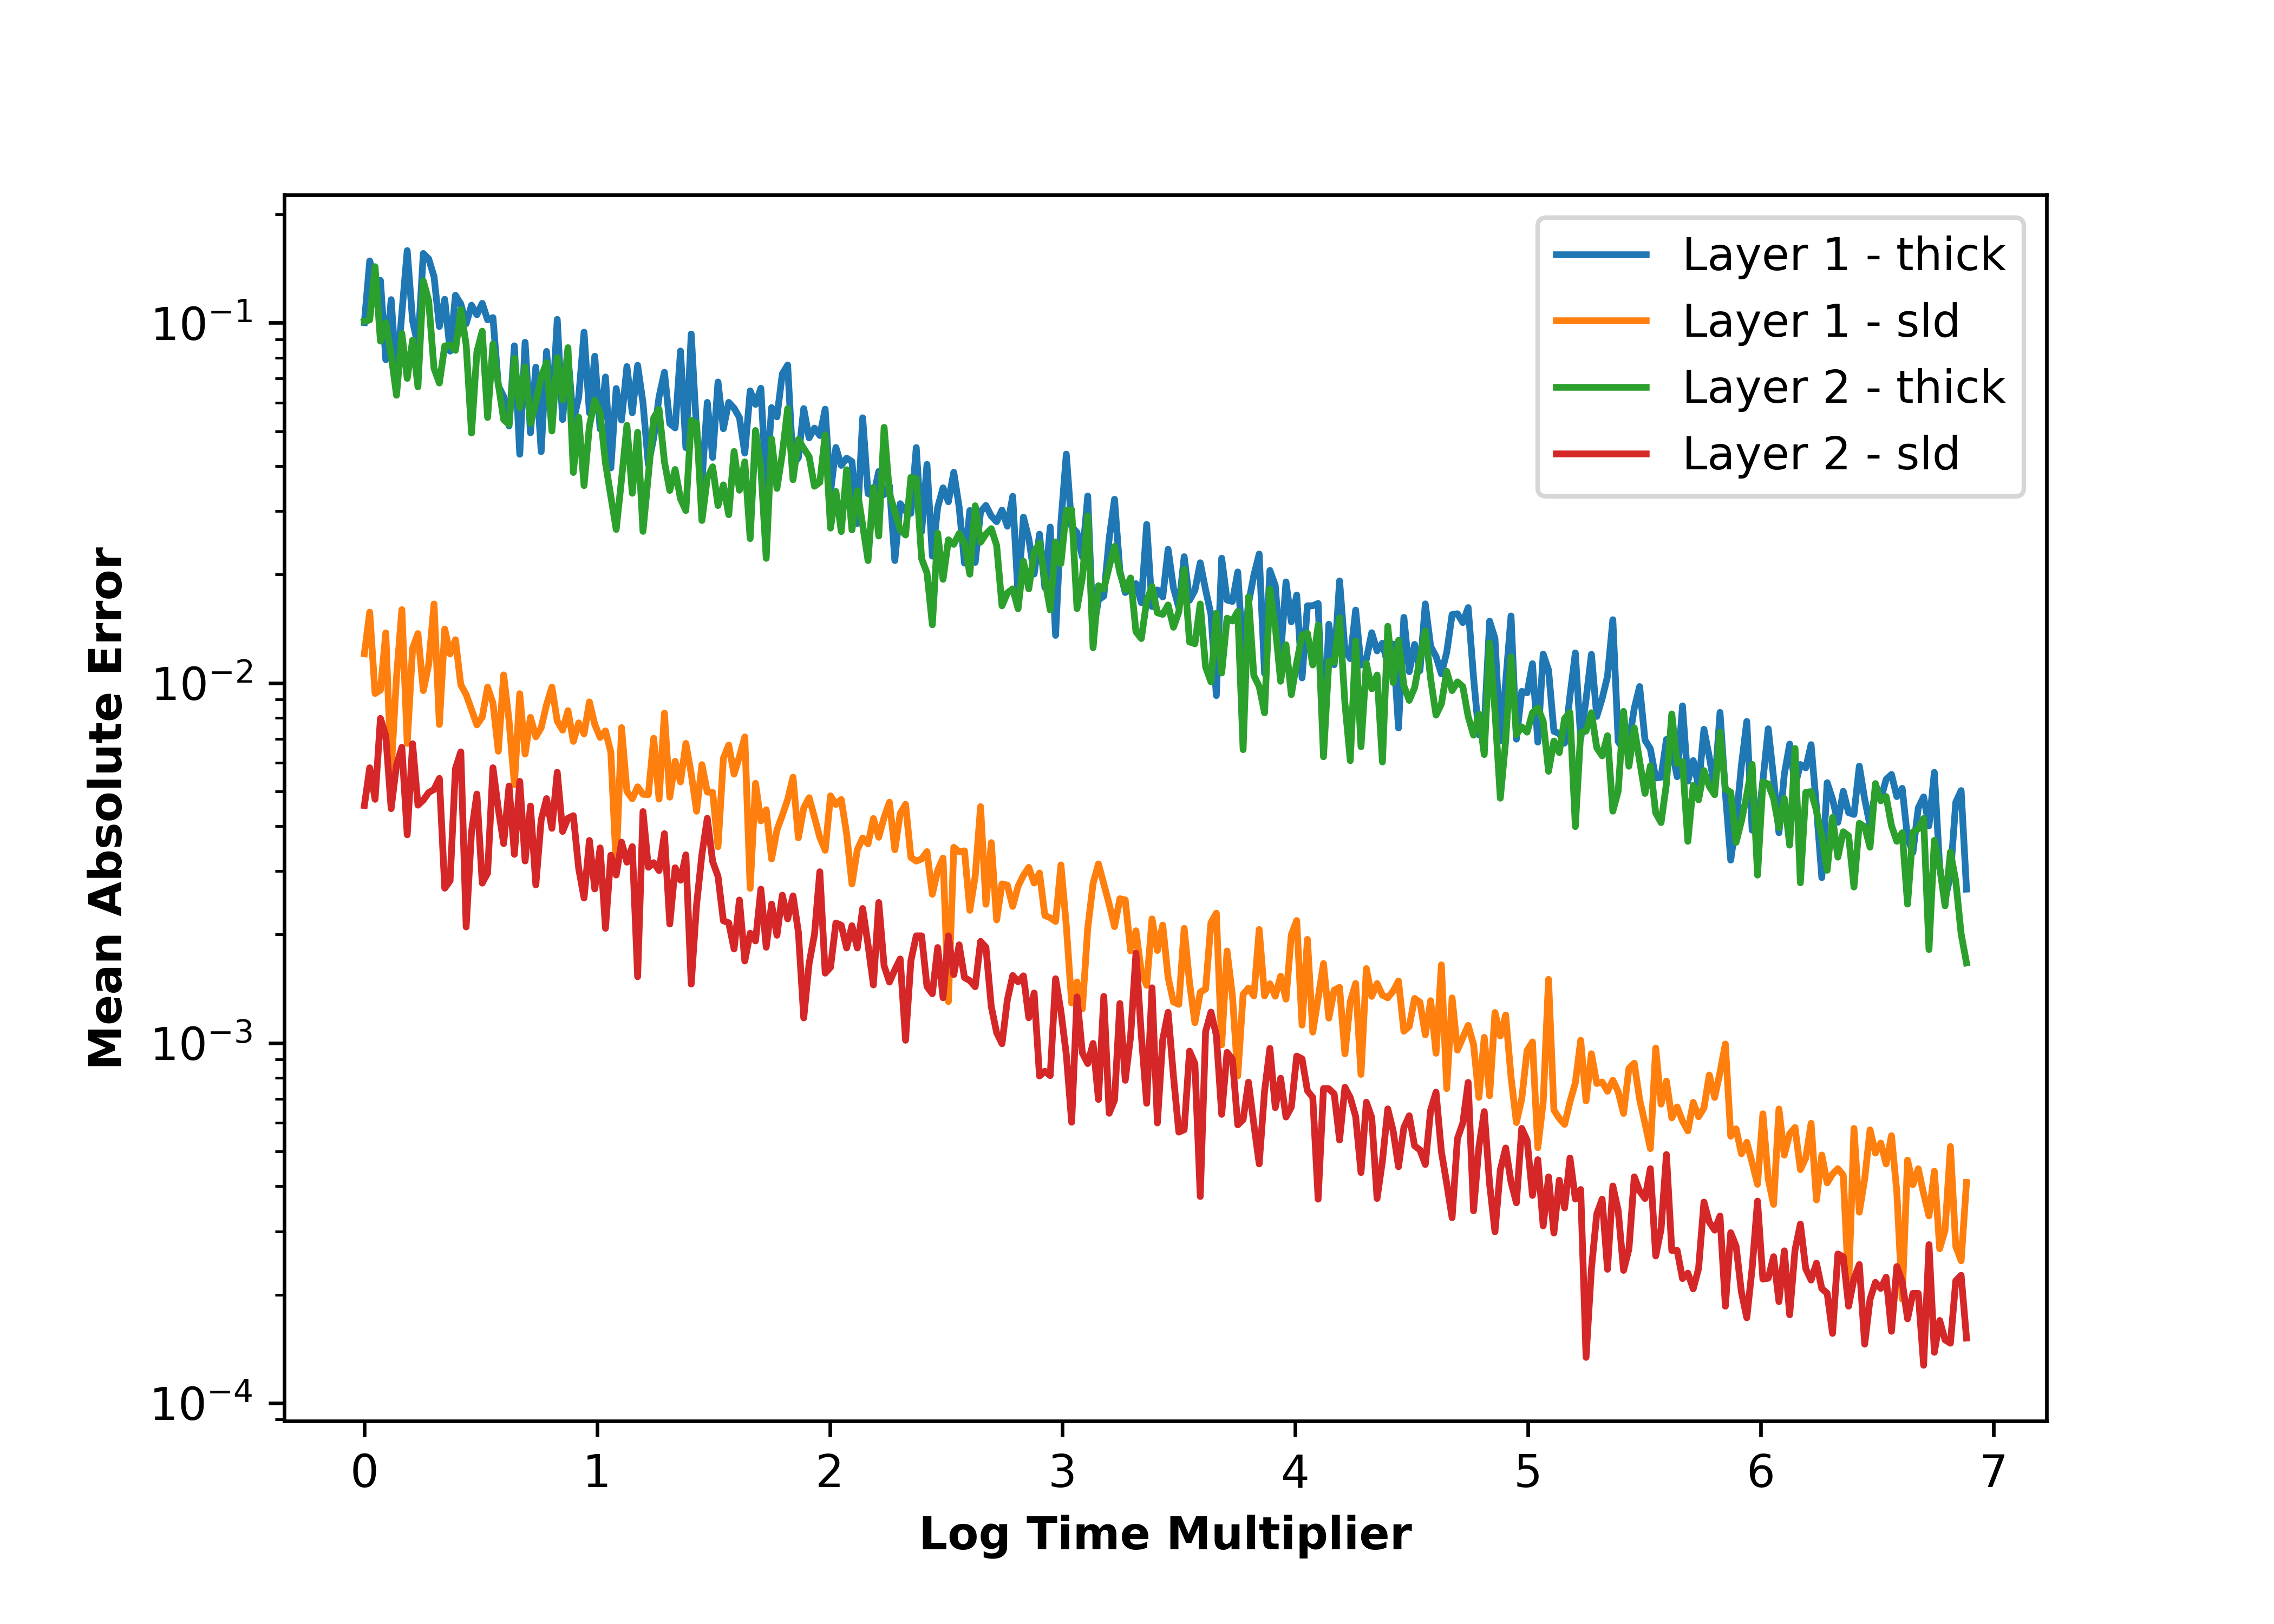 Layer 1 - thick
Layer 1 - sld
Layer 2 - thick
Layer 2 - sld
Mean Absolute Error
10⁻¹
10⁻²
10⁻³
10⁻⁴
0 1 2 3 4 5 6 7
Log Time Multiplier